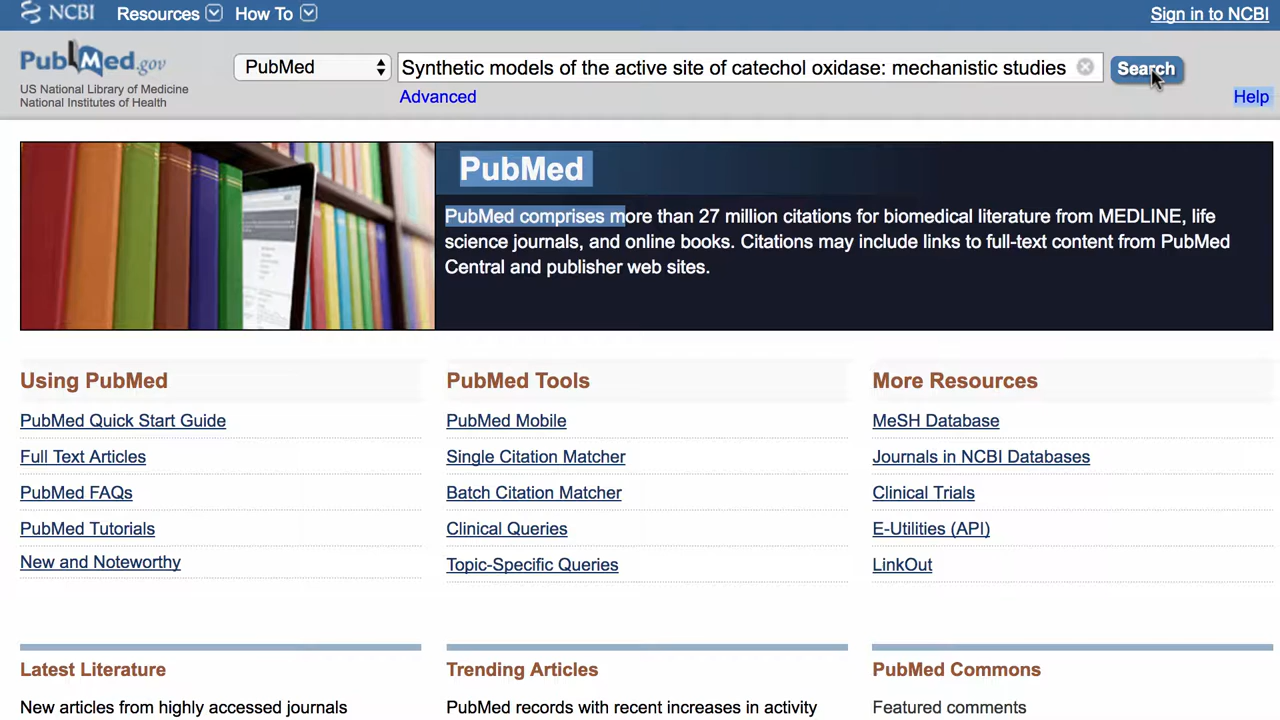 NCBI Resources How To Sign in to NCBI
PubMed.gov
US National Library of Medicine
National Institutes of Health
PubMed
Synthetic models of the active site of catechol oxidase: mechanistic studies
Search
Advanced
Help
PubMed
PubMed comprises more than 27 million citations for biomedical literature from MEDLINE, life
science journals, and online books. Citations may include links to full-text content from PubMed
Central and publisher web sites.
Using PubMed
PubMed Quick Start Guide
Full Text Articles
PubMed FAQs
PubMed Tutorials
New and Noteworthy
PubMed Tools
PubMed Mobile
Single Citation Matcher
Batch Citation Matcher
Clinical Queries
Topic-Specific Queries
More Resources
MeSH Database
Journals in NCBI Databases
Clinical Trials
E-Utilities (API)
LinkOut
Latest Literature
New articles from highly accessed journals
Trending Articles
PubMed records with recent increases in activity
PubMed Commons
Featured comments